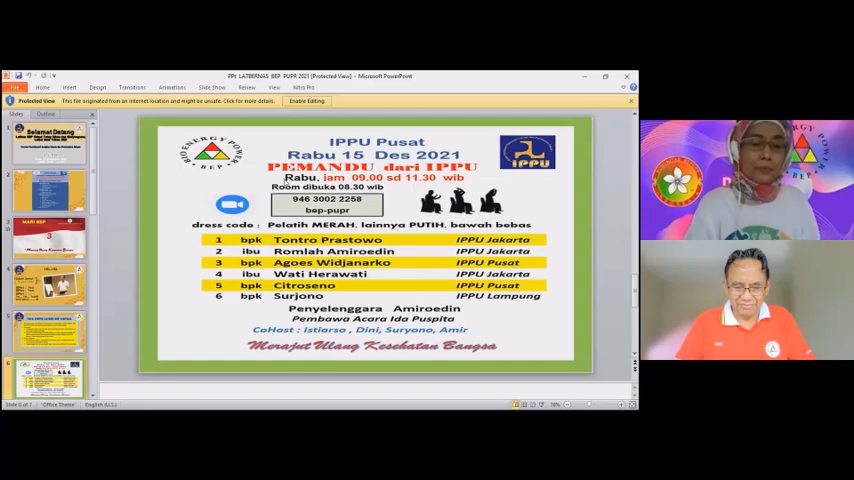 PPt LATBERNAS BEP PUPR 2021 [Protected View] - Microsoft PowerPoint
File Home Insert Design Transitions Animations Slide Show Review View Nitro Pro
Protected View This file originated from an Internet location and might be unsafe. Click for more details. Enable Editing
Slides Outline
Selamat Datang
MARI BEP
3
BIO ENERGY POWER
BEP
IPPU Pusat
Rabu 15 Des 2021
PEMANDU dari IPPU
Rabu, jam 09.00 sd 11.30 wib
Room dibuka 08.30 wib
946 3002 2258
bep-pupr
IPPU
dress code : Pelatih MERAH, lainnya PUTIH, bawah bebas
1 bpk Tontro Prastowo IPPU Jakarta
2 ibu Romlah Amiroedin IPPU Jakarta
3 bpk Agoes Widjanarko IPPU Pusat
4 ibu Wati Herawati IPPU Jakarta
5 bpk Citroseno IPPU Pusat
6 bpk Surjono IPPU Lampung
Penyelenggara Amiroedin
Pembawa Acara Ida Puspita
CoHost : Istiarso , Dini, Suryono, Amir
Merajut Ulang Kesehatan Bangsa
Slide 6 of 7 "Office Theme" English (U.S.) 78%